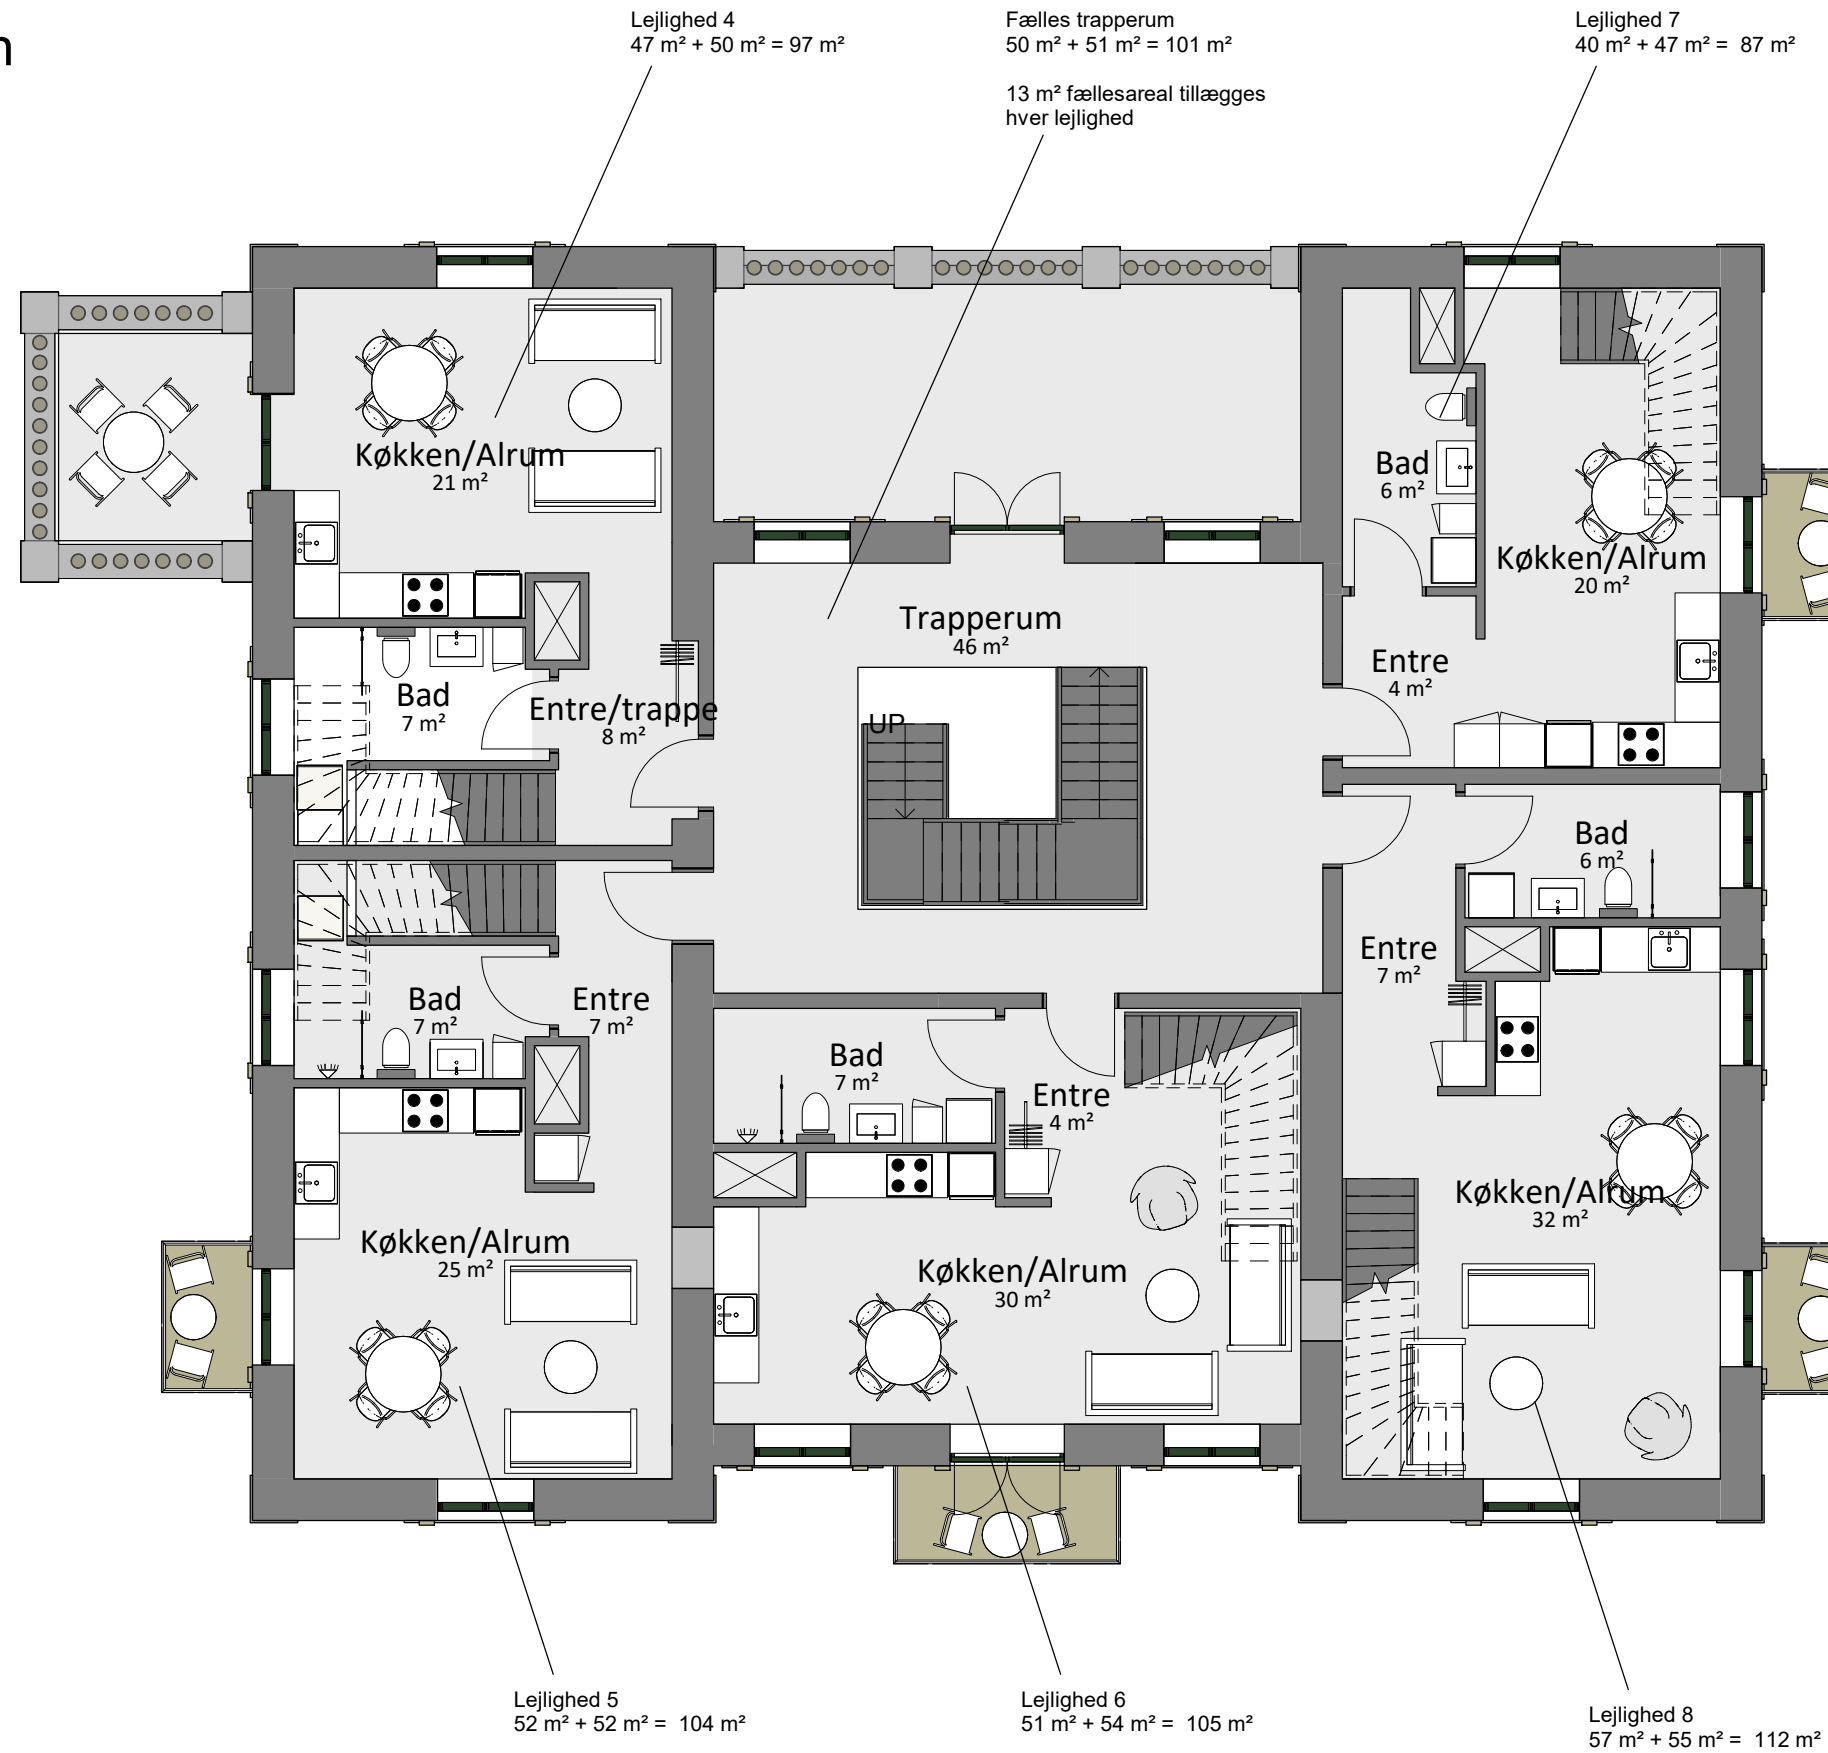 n
Lejlighed 4
47 m² + 50 m² = 97 m²
Fælles trapperum
50 m² + 51 m² = 101 m²
13 m² fællesareal tillægges
hver lejlighed
Lejlighed 7
40 m² + 47 m² = 87 m²
Køkken/Alrum
21 m²
Bad
6 m²
Køkken/Alrum
20 m²
Trapperum
46 m²
Entre
4 m²
Bad
7 m²
Entre/trappe
8 m²
UP
Bad
6 m²
Entre
7 m²
Bad
7 m²
Entre
7 m²
Bad
7 m²
Entre
4 m²
Køkken/Alrum
32 m²
Køkken/Alrum
25 m²
Køkken/Alrum
30 m²
Lejlighed 5
52 m² + 52 m² = 104 m²
Lejlighed 6
51 m² + 54 m² = 105 m²
Lejlighed 8
57 m² + 55 m² = 112 m²